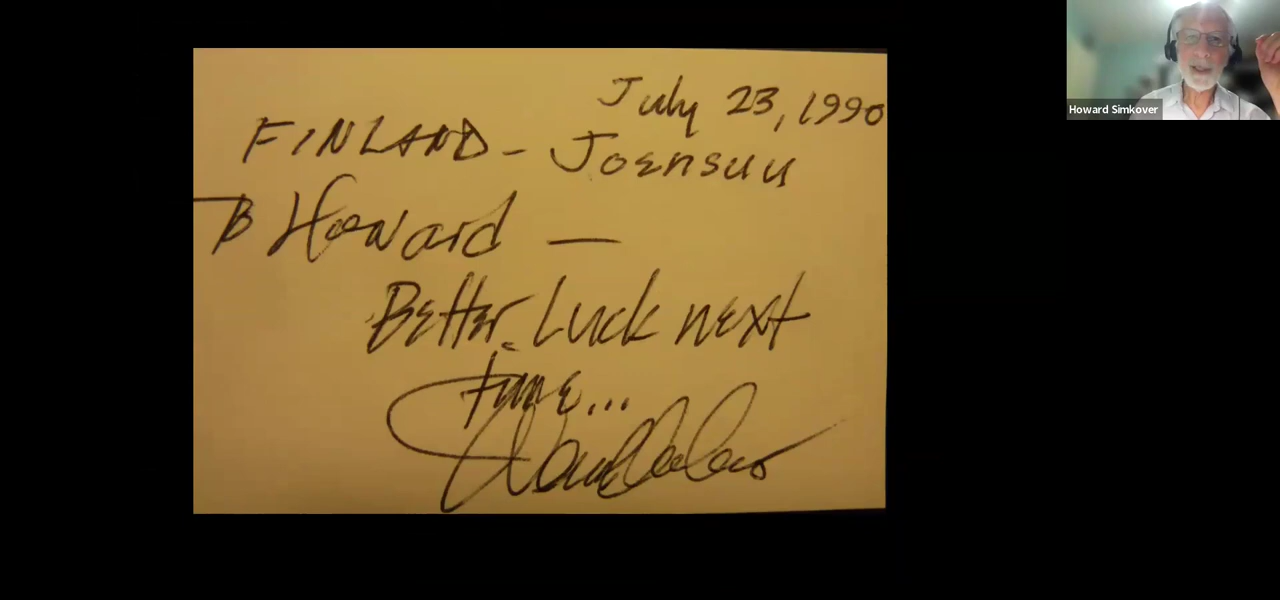 July 23, 1990
FINLAND - Joensuu
To Howard —
Better luck next
time...
Howard Simkover